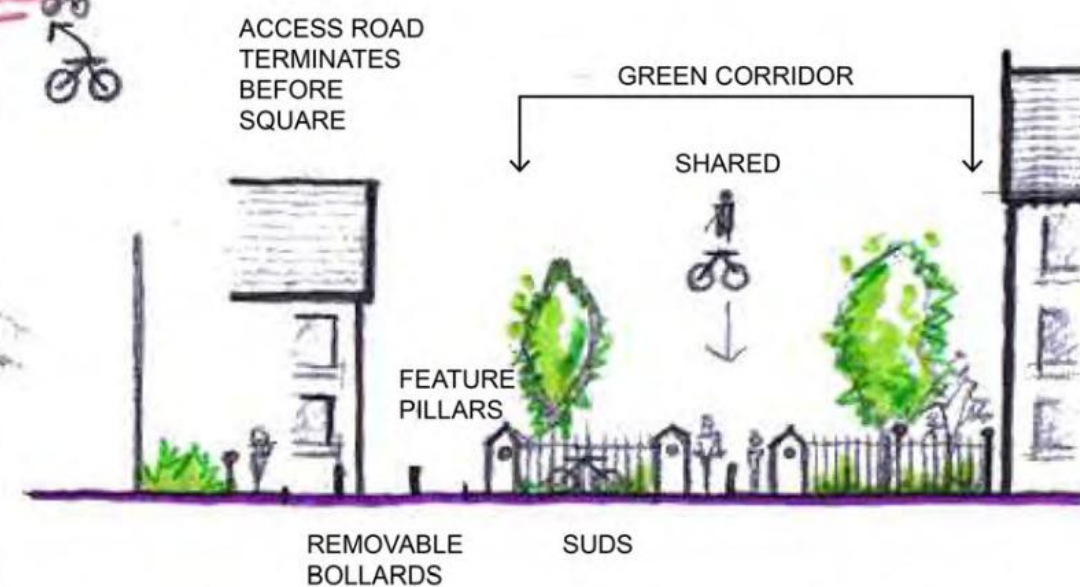 ACCESS ROAD
TERMINATES
BEFORE
SQUARE
GREEN CORRIDOR
SHARED
FEATURE
PILLARS
REMOVABLE
BOLLARDS
SUDS